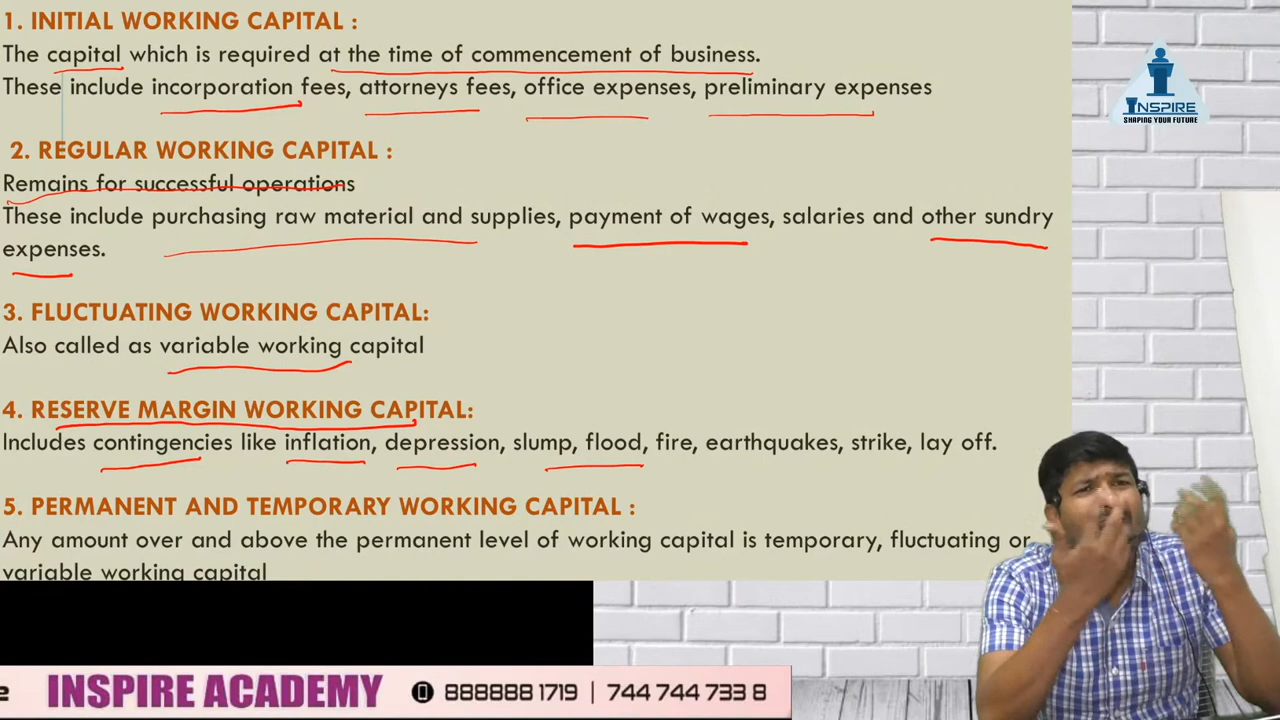 1. INITIAL WORKING CAPITAL :
The capital which is required at the time of commencement of business.
These include incorporation fees, attorneys fees, office expenses, preliminary expenses
2. REGULAR WORKING CAPITAL :
Remains for successful operations
These include purchasing raw material and supplies, payment of wages, salaries and other sundry
expenses.
3. FLUCTUATING WORKING CAPITAL:
Also called as variable working capital
4. RESERVE MARGIN WORKING CAPITAL:
Includes contingencies like inflation, depression, slump, flood, fire, earthquakes, strike, lay off.
5. PERMANENT AND TEMPORARY WORKING CAPITAL :
Any amount over and above the permanent level of working capital is temporary, fluctuating or
variable working capital
INSPIRE
SHAPING YOUR FUTURE
e INSPIRE ACADEMY 888888 1719 | 744 744 733 8